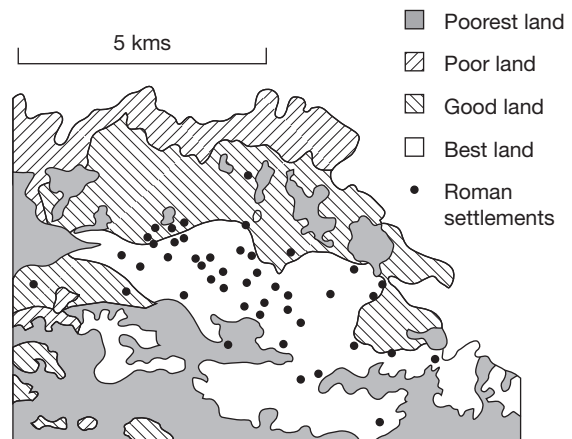 5 kms
Poorest land
Poor land
Good land
Best land
Roman
settlements